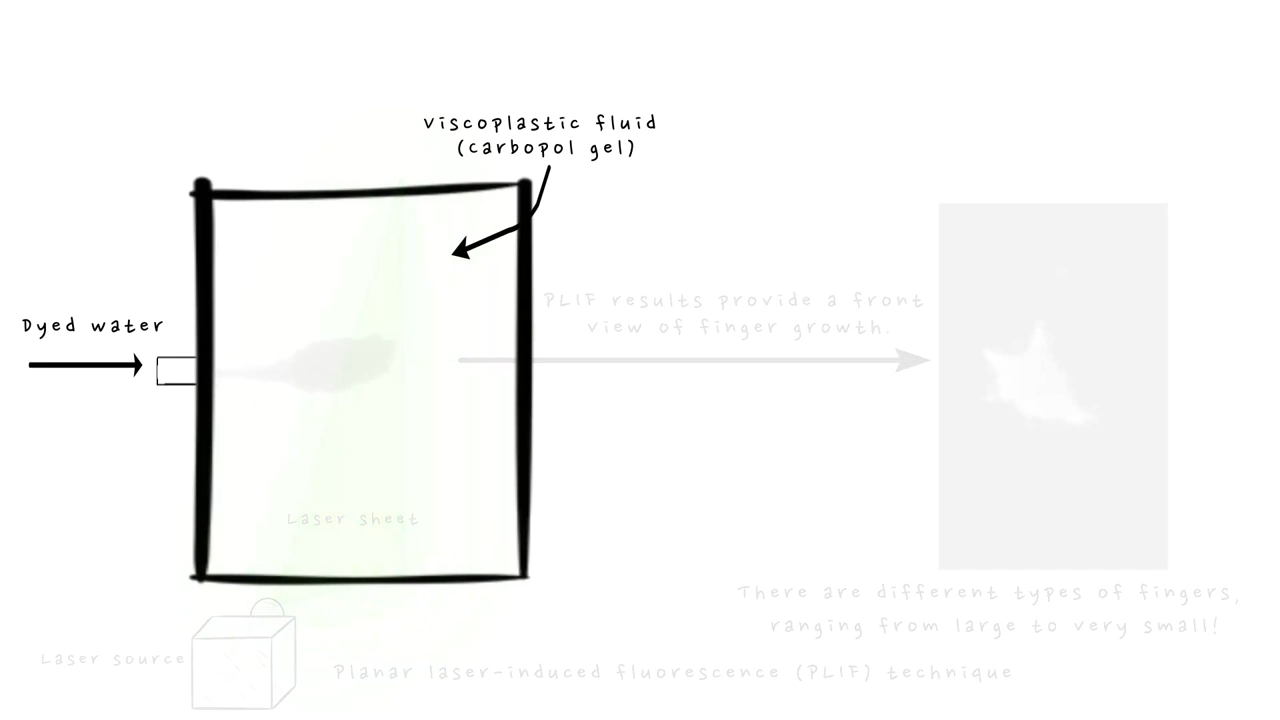 Viscoplastic fluid
(carbopol gel)
Dyed water
PLIF results provide a front
view of finger growth.
Laser sheet
There are different types of fingers,
ranging from large to very small!
Laser source
Planar laser-induced fluorescence (PLIF) technique